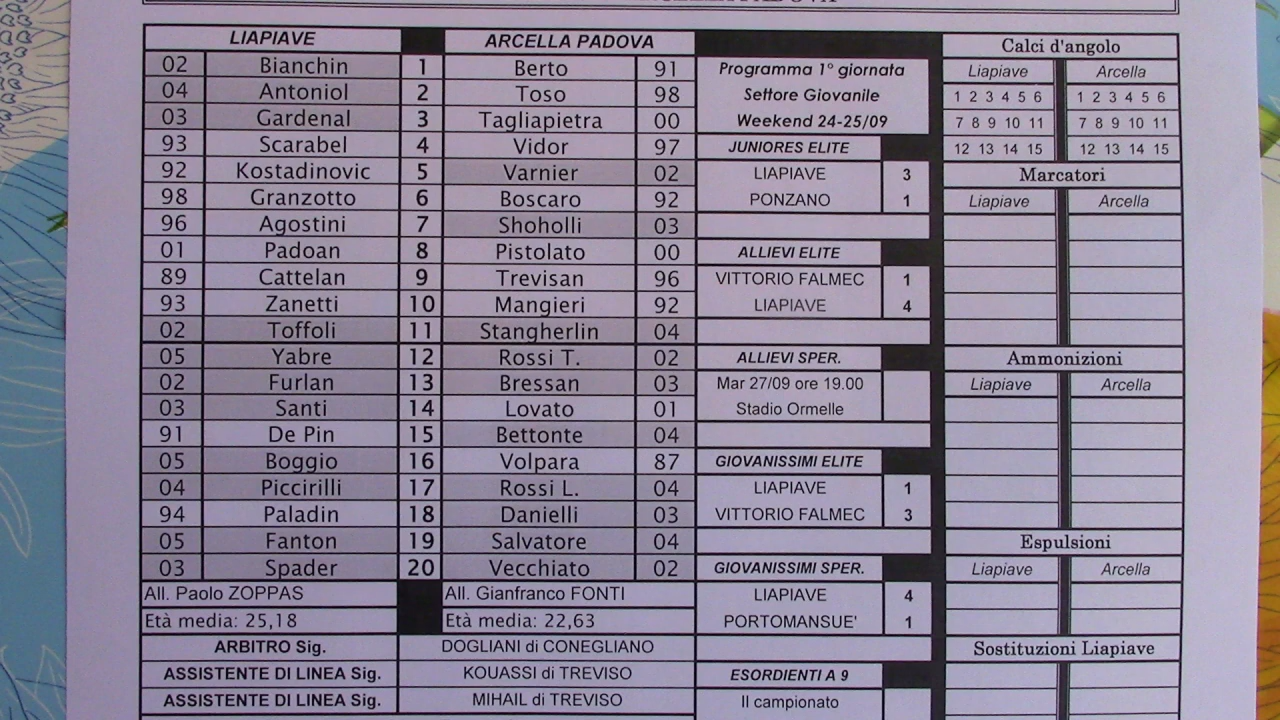 LIAPIAVE ARCELLA PADOVA
02 Bianchin 1 Berto 91
04 Antoniol 2 Toso 98
03 Gardenal 3 Tagliapietra 00
93 Scarabel 4 Vidor 97
92 Kostadinovic 5 Varnier 02
98 Granzotto 6 Boscaro 92
96 Agostini 7 Shoholli 03
01 Padoan 8 Pistolato 00
89 Cattelan 9 Trevisan 96
93 Zanetti 10 Mangieri 92
02 Toffoli 11 Stangherlin 04
05 Yabre 12 Rossi T. 02
02 Furlan 13 Bressan 03
03 Santi 14 Lovato 01
91 De Pin 15 Bettonte 04
05 Boggio 16 Volpara 87
04 Piccirilli 17 Rossi L. 04
94 Paladin 18 Danielli 03
05 Fanton 19 Salvatore 04
03 Spader 20 Vecchiato 02
All. Paolo ZOPPAS All. Gianfranco FONTI
Età media: 25,18 Età media: 22,63
ARBITRO Sig. DOGLIANI di CONEGLIANO
ASSISTENTE DI LINEA Sig. KOUASSI di TREVISO
ASSISTENTE DI LINEA Sig. MIHAIL di TREVISO
Programma 1° giornata
Settore Giovanile
Weekend 24-25/09
JUNIORES ELITE
LIAPIAVE 3
PONZANO 1
ALLIEVI ELITE
VITTORIO FALMEC 1
LIAPIAVE 4
ALLIEVI SPER.
Mar 27/09 ore 19.00
Stadio Ormelle
GIOVANISSIMI ELITE
LIAPIAVE 1
VITTORIO FALMEC 3
GIOVANISSIMI SPER.
LIAPIAVE 4
PORTOMANSUE' 1
ESORDIENTI A 9
Il campionato
Calci d'angolo
Liapiave Arcella
1 2 3 4 5 6 1 2 3 4 5 6
7 8 9 10 11 7 8 9 10 11
12 13 14 15 12 13 14 15
Marcatori
Liapiave Arcella
Ammonizioni
Liapiave Arcella
Espulsioni
Liapiave Arcella
Sostituzioni Liapiave